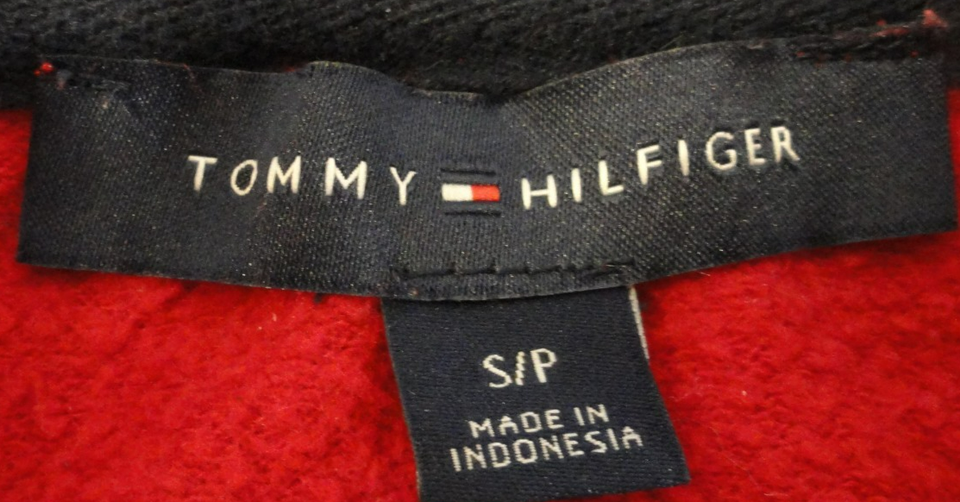 TOMMY HILFIGER
S/P
MADE IN
INDONESIA